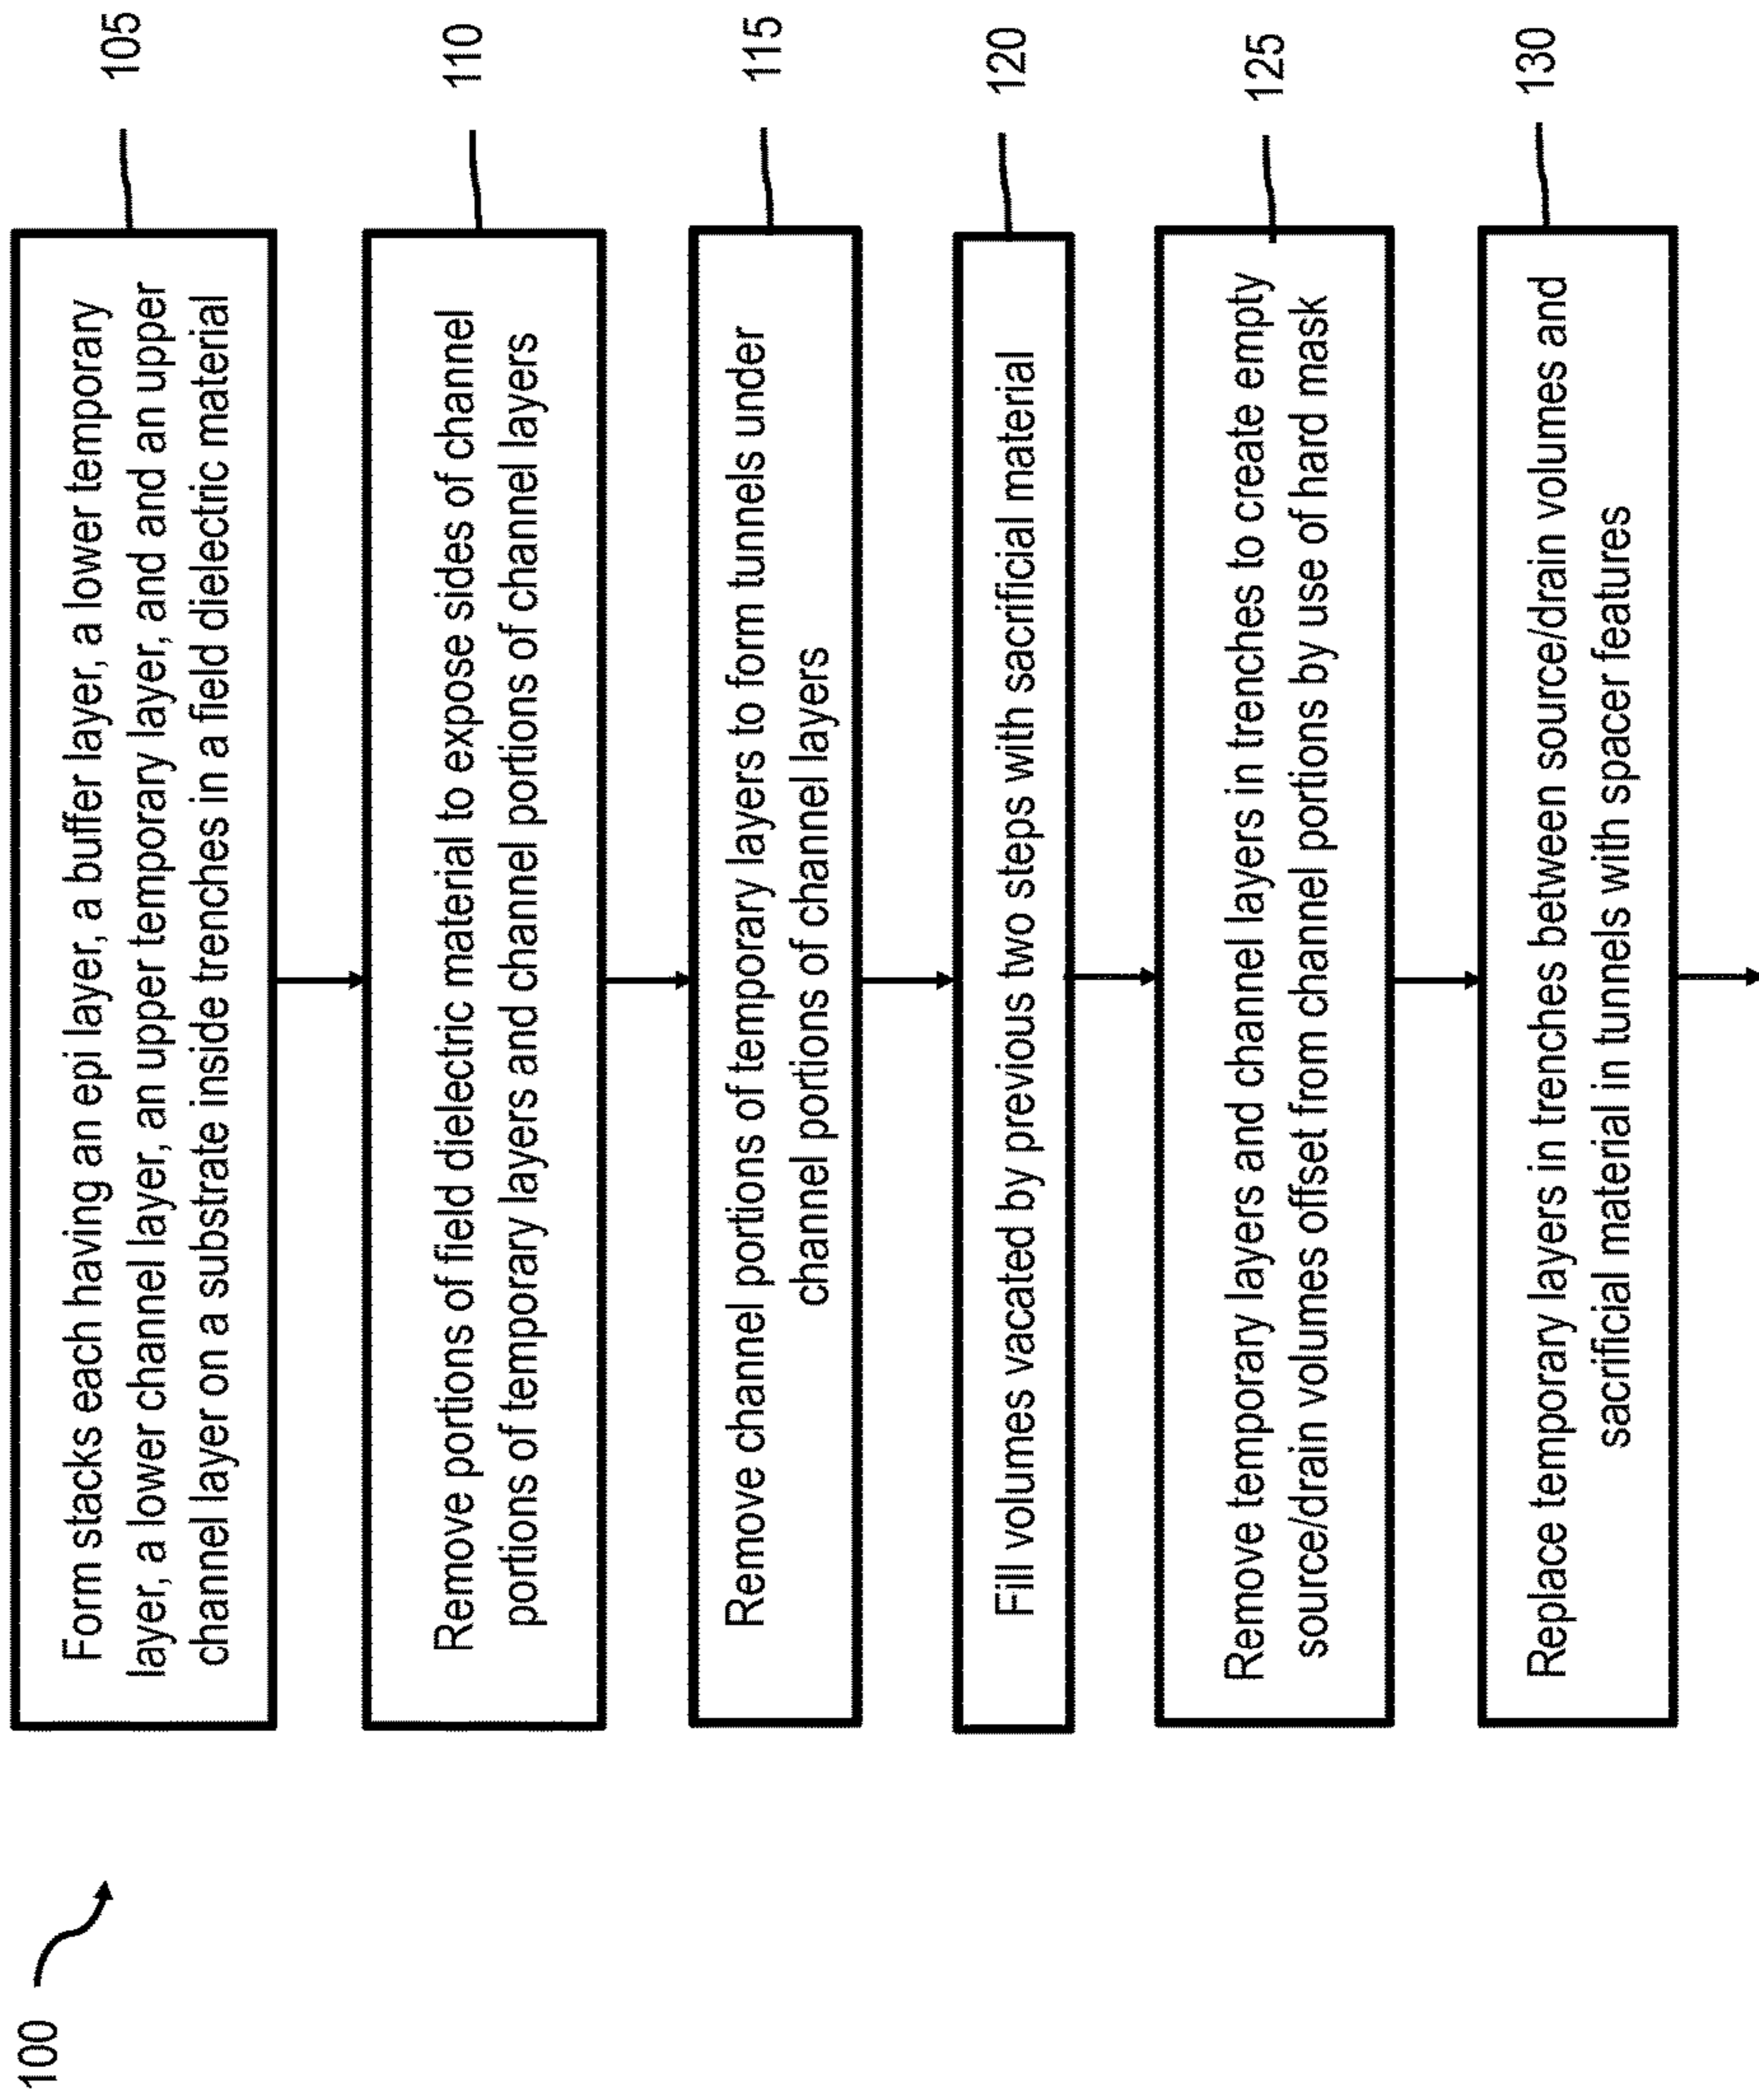 100
Form stacks each having an epi layer, a buffer layer, a lower temporary
layer, a lower channel layer, an upper temporary layer, and and an upper
channel layer on a substrate inside trenches in a field dielectric material
105
Remove portions of field dielectric material to expose sides of channel
portions of temporary layers and channel portions of channel layers
110
Remove channel portions of temporary layers to form tunnels under
channel portions of channel layers
115
Fill volumes vacated by previous two steps with sacrificial material
120
Remove temporary layers and channel layers in trenches to create empty
source/drain volumes offset from channel portions by use of hard mask
125
Replace temporary layers in trenches between source/drain volumes and
sacrificial material in tunnels with spacer features
130